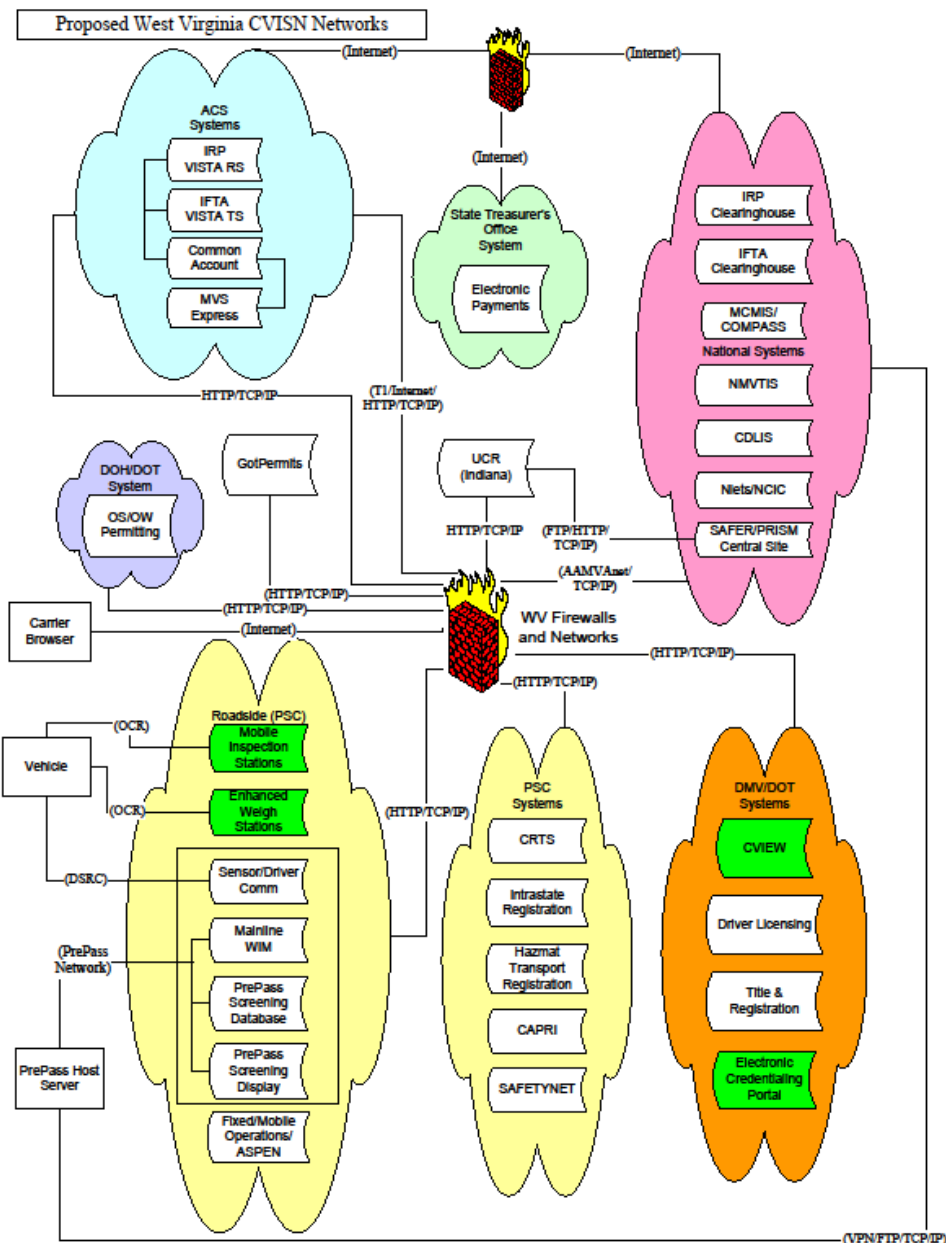 Proposed West Virginia CVISN Networks
(Internet)
(Internet)
(Internet)
ACS
Systems
IRP
VISTA RS
IFTA
VISTA TS
Common
Account
MVS
Express
State Treasurer's
Office
System
Electronic
Payments
IRP
Clearinghouse
IFTA
Clearinghouse
MCMIS/
COMPASS
National Systems
NMVTIS
CDLIS
Nlets/NCIC
SAFER/PRISM
Central Site
HTTP/TCP/IP
(T1/Internet/
HTTP/TCP/IP)
DOH/DOT
System
OS/OW
Permitting
GotPermits
UCR
(Indiana)
HTTP/TCP/IP
(FTP/HTTP/
TCP/IP)
(AAMVAnet/
TCP/IP)
(HTTP/TCP/IP)
(HTTP/TCP/IP)
Carrier
Browser
(Internet)
WV Firewalls
and Networks
(HTTP/TCP/IP)
(HTTP/TCP/IP)
(HTTP/TCP/IP)
Vehicle
(OCR)
(OCR)
(DSRC)
(PrePass
Network)
PrePass Host
Server
Roadside (PSC)
Mobile
Inspection
Stations
Enhanced
Weigh
Stations
Sensor/Driver
Comm
Mainline
WIM
PrePass
Screening
Database
PrePass
Screening
Display
Fixed/Mobile
Operations/
ASPEN
PSC
Systems
CRTS
Intrastate
Registration
Hazmat
Transport
Registration
CAPRI
SAFETYNET
DMV/DOT
Systems
CVIEW
Driver Licensing
Title &
Registration
Electronic
Credentialing
Portal
(VPN/FTP/TCP/IP)